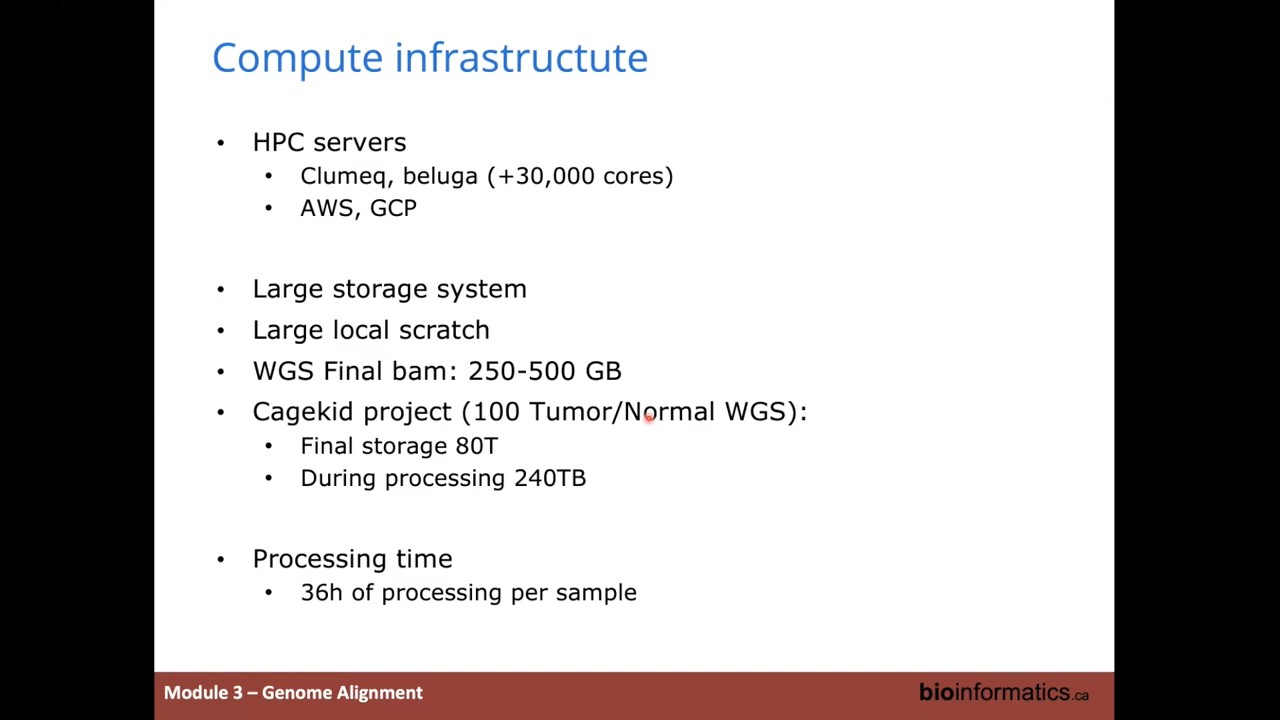 Compute infrastructute
• HPC servers
• Clumeq, beluga (+30,000 cores)
• AWS, GCP
• Large storage system
• Large local scratch
• WGS Final bam: 250-500 GB
• Cagekid project (100 Tumor/Normal WGS):
• Final storage 80T
• During processing 240TB
• Processing time
• 36h of processing per sample
Module 3 – Genome Alignment
bioinformatics.ca